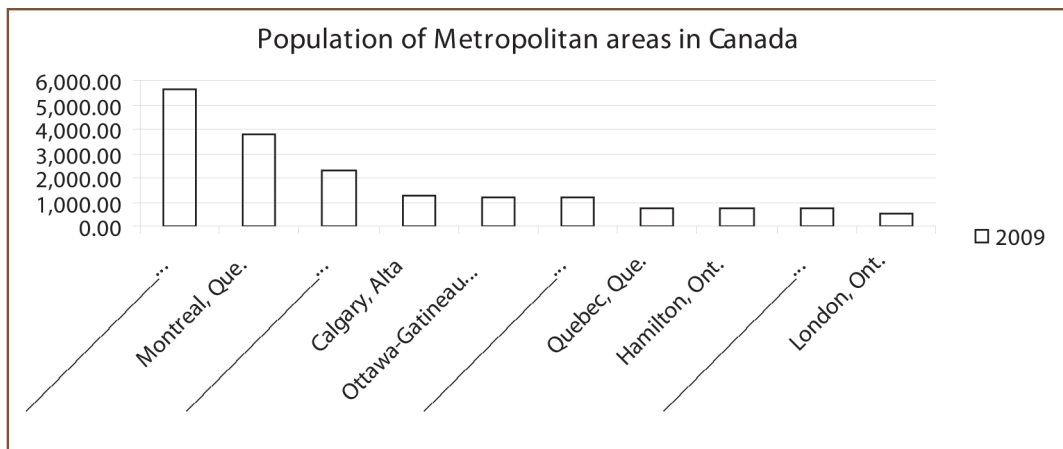 Population of Metropolitan areas in Canada
6,000.00
5,000.00
4,000.00
3,000.00
2,000.00
1,000.00
0.00
2009
...
Montreal, Que.
...
Calgary, Alta
Ottawa-Gatineau...
...
Quebec, Que.
Hamilton, Ont.
...
London, Ont.